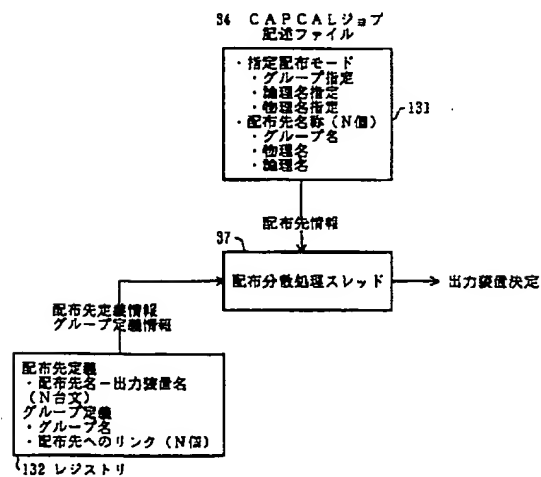 34 CAPCALジョブ
記述ファイル
・指定配布モード
・グループ指定
・論理名指定
・物理名指定
・配布先名称(N個)
・グループ名
・物理名
・論理名
131
配布先情報
37
配布分散処理スレッド
出力装置決定
配布先定義情報
グループ定義情報
配布先定義
・配布先名-出力装置名
(N台文)
グループ定義
・グループ名
・配布先へのリンク(N個)
132 レジストリ